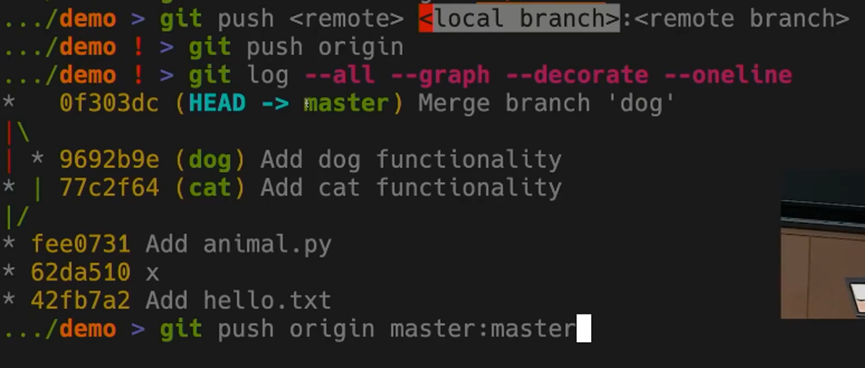 .../demo > git push <remote> <local branch>:<remote branch>
.../demo ! > git push origin
.../demo ! > git log --all --graph --decorate --oneline
*   0f303dc (HEAD -> master) Merge branch 'dog'
|\
| * 9692b9e (dog) Add dog functionality
* | 77c2f64 (cat) Add cat functionality
|/
* fee0731 Add animal.py
* 62da510 x
* 42fb7a2 Add hello.txt
.../demo > git push origin master:master